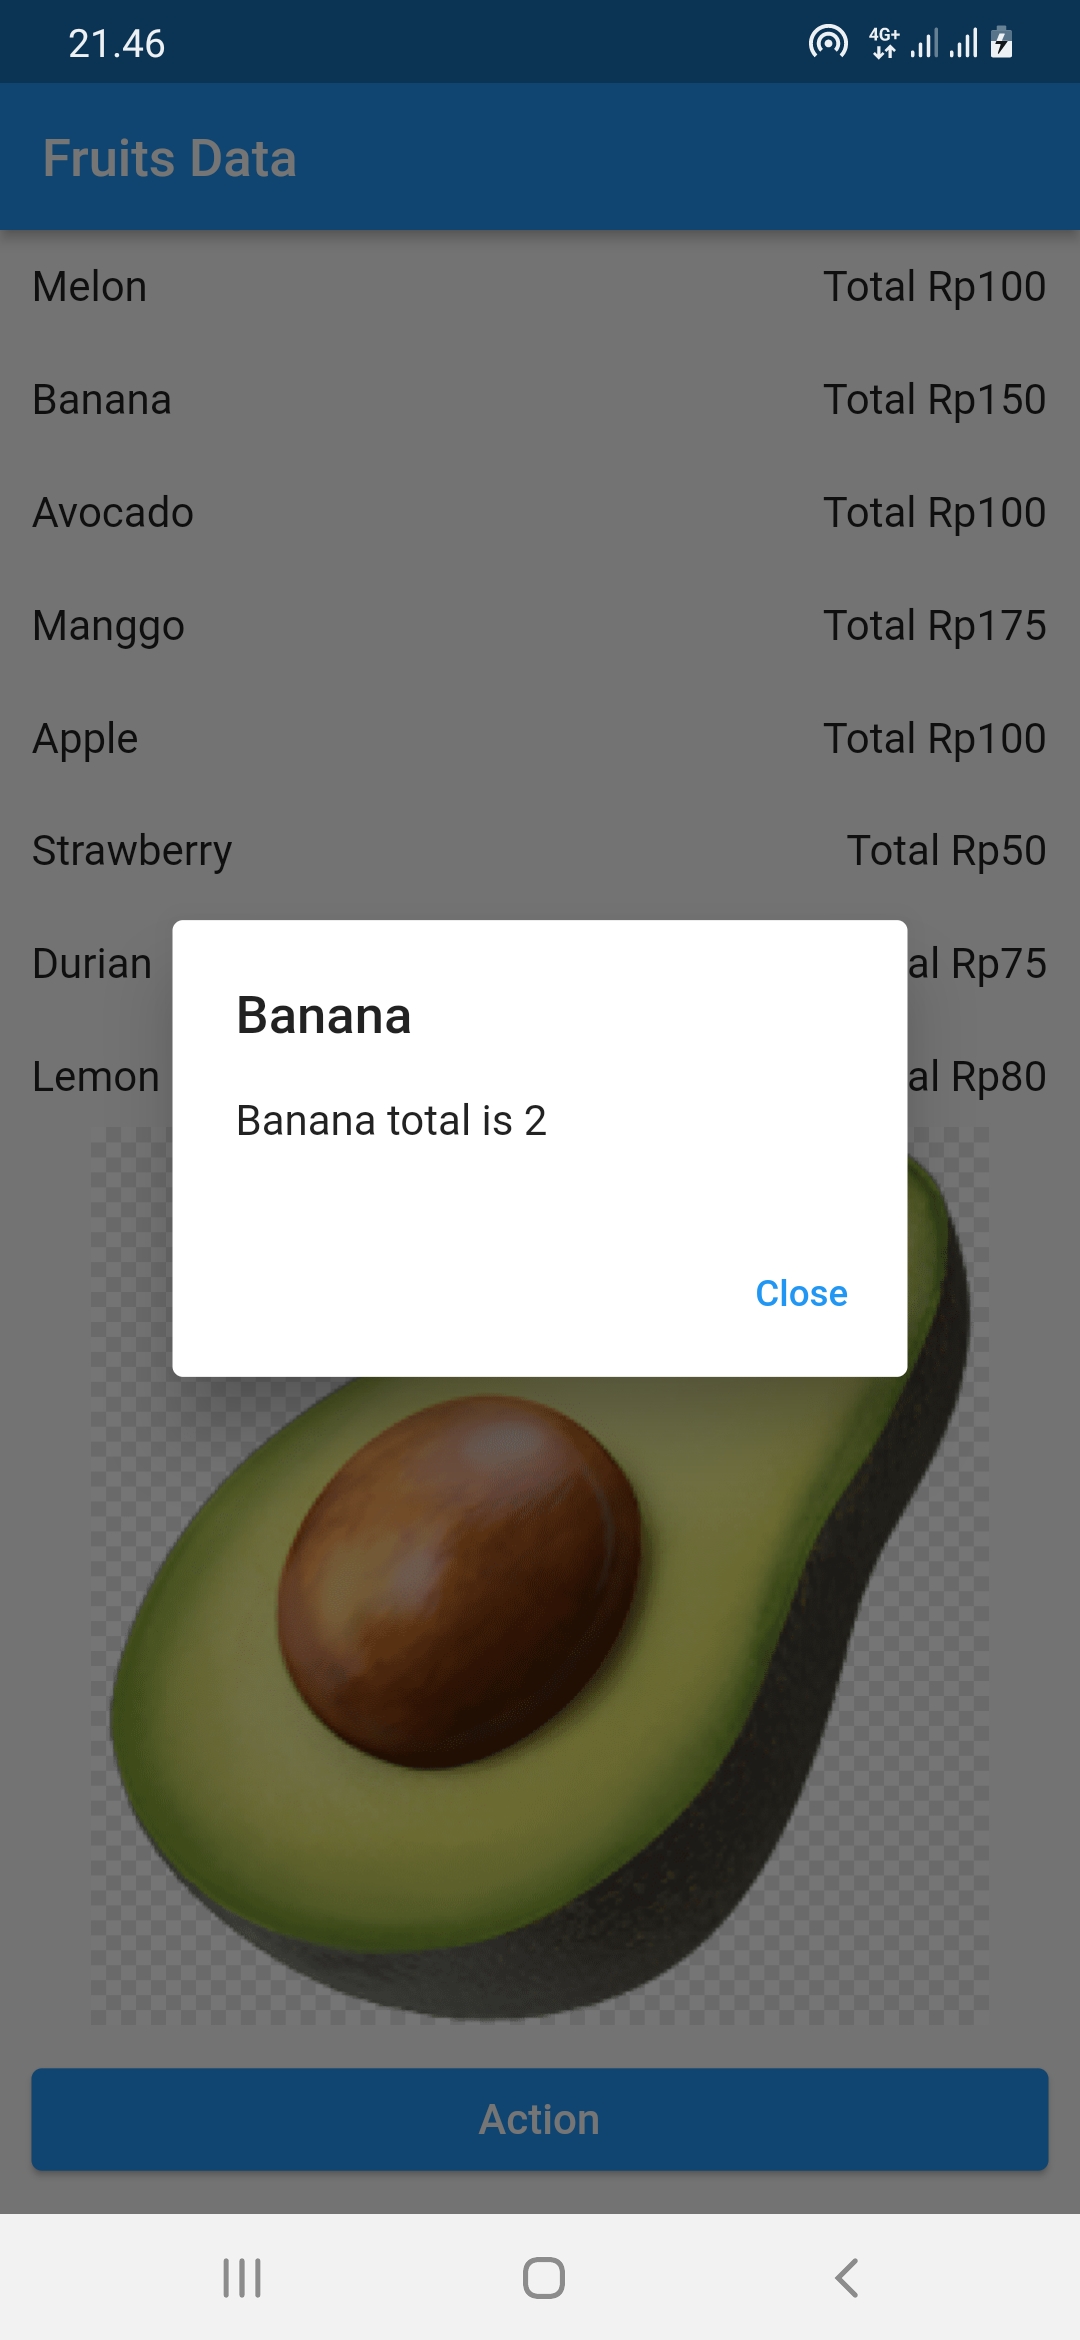 21.46
4G+
Fruits Data
Melon Total Rp100
Banana Total Rp150
Avocado Total Rp100
Manggo Total Rp175
Apple Total Rp100
Strawberry Total Rp50
Durian al Rp75
Lemon al Rp80
Banana
Banana total is 2
Close
Action